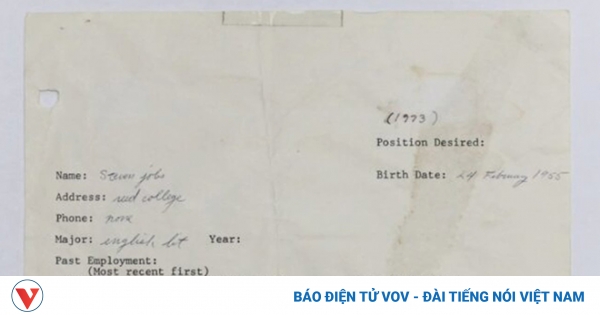 (1973)
Position Desired:
Name: Steven jobs
Birth Date: 24 February 1955
Address: reed college
Phone: none
Major: english lit Year:
Past Employment:
(Most recent first)
BÁO ĐIỆN TỬ VOV - ĐÀI TIẾNG NÓI VIỆT NAM